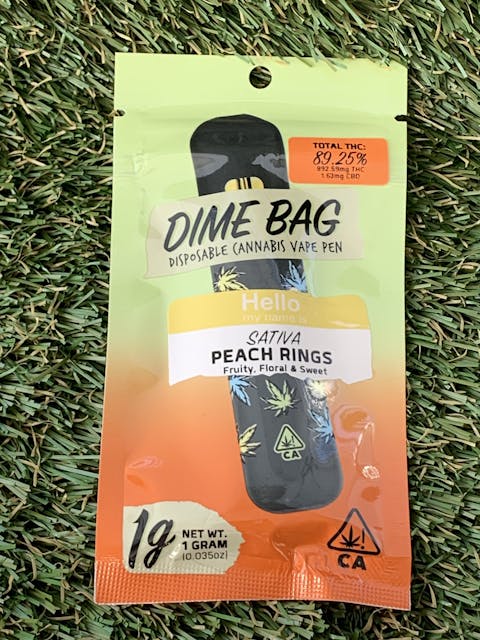 TOTAL THC:
89.25%
892.59mg THC
1.63mg CBD
DIME BAG
DISPOSABLE CANNABIS VAPE PEN
Hello
my name is
SATIVA
PEACH RINGS
Fruity, Floral & Sweet
CA
1g
NET WT.
1 GRAM
(0.035oz)
CA